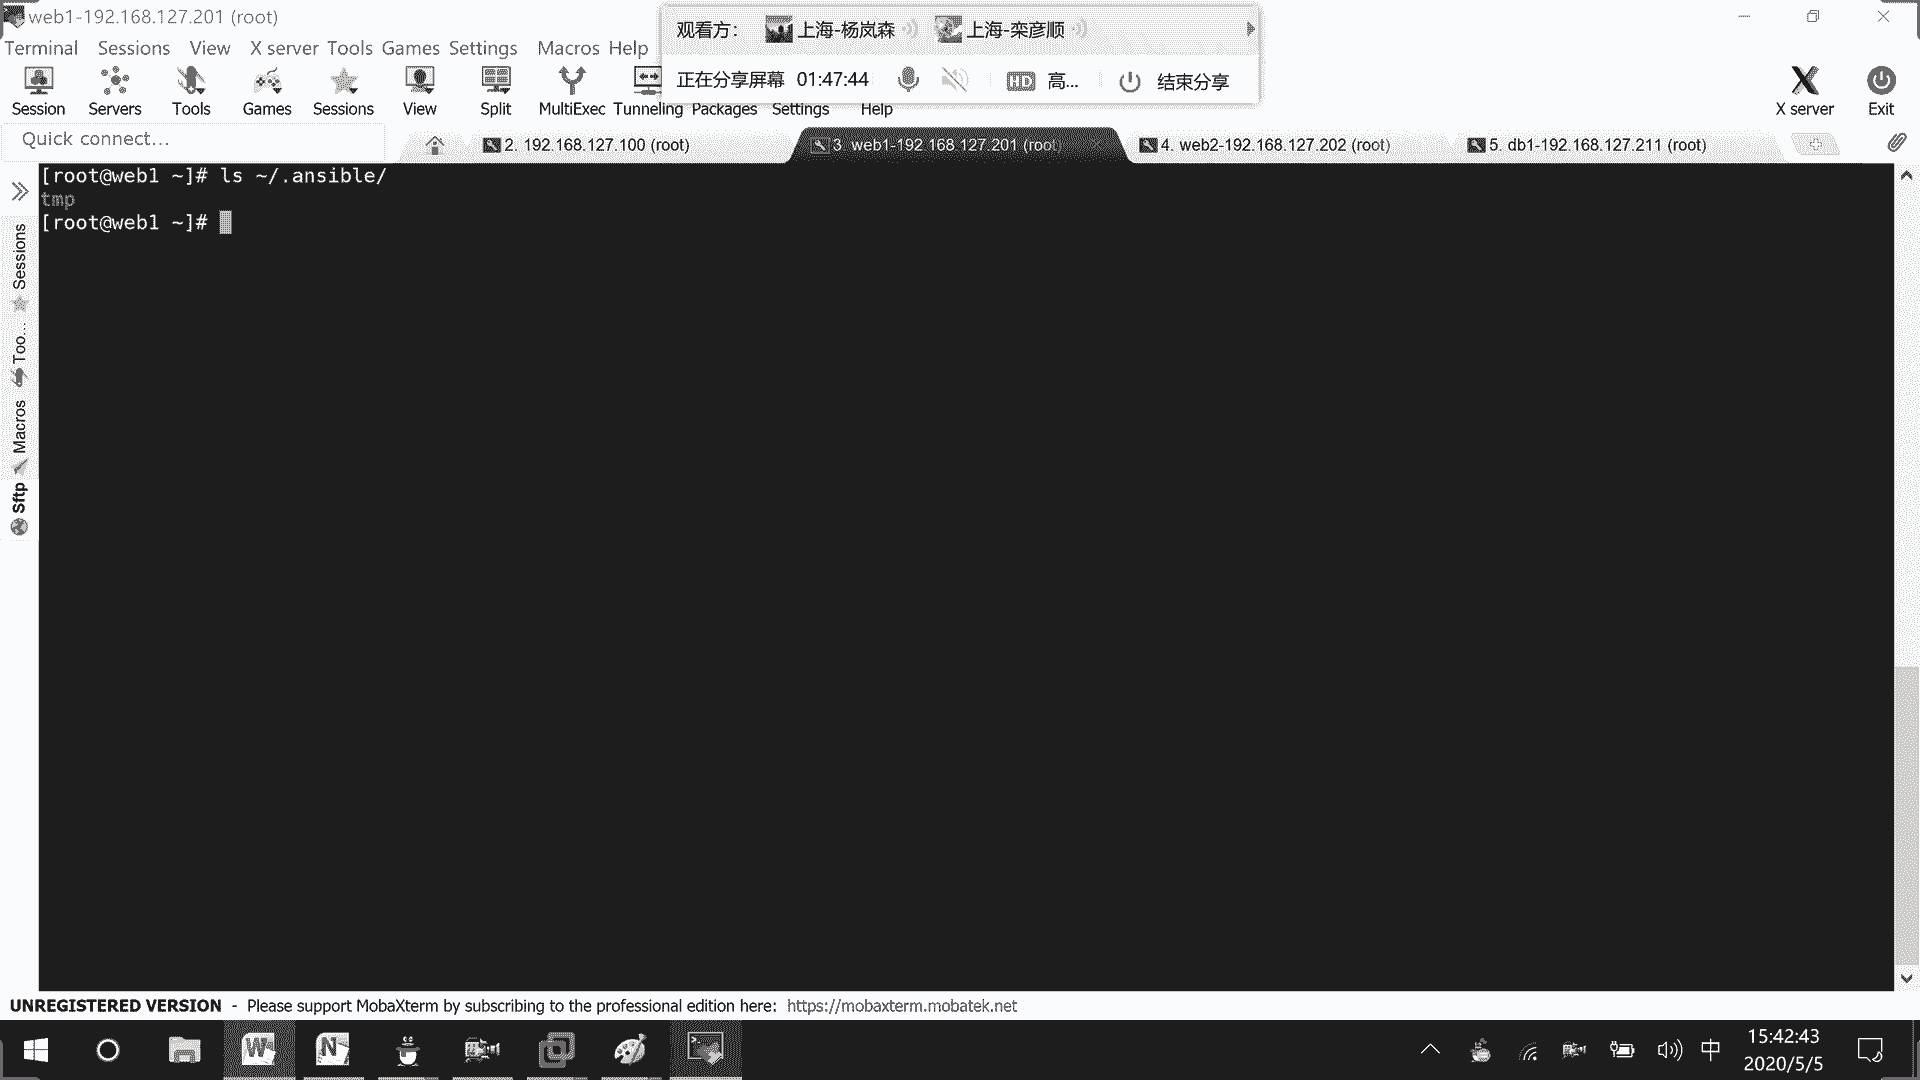 web1-192.168.127.201 (root)
Terminal Sessions View X server Tools Games Settings Macros Help
观看方： 上海-杨岚森 上海-栾彦顺
正在分享屏幕 01:47:44 HD 高... 结束分享
Session Servers Tools Games Sessions View Split MultiExec Tunneling Packages Settings Help X server Exit
Quick connect...
2. 192.168.127.100 (root)
3. web1-192.168.127.201 (root)
4. web2-192.168.127.202 (root)
5. db1-192.168.127.211 (root)
[root@web1 ~]# ls ~/.ansible/
tmp
[root@web1 ~]#
Sessions
Too...
Macros
Sftp
UNREGISTERED VERSION - Please support MobaXterm by subscribing to the professional edition here: https://mobaxterm.mobatek.net
中
15:42:43
2020/5/5